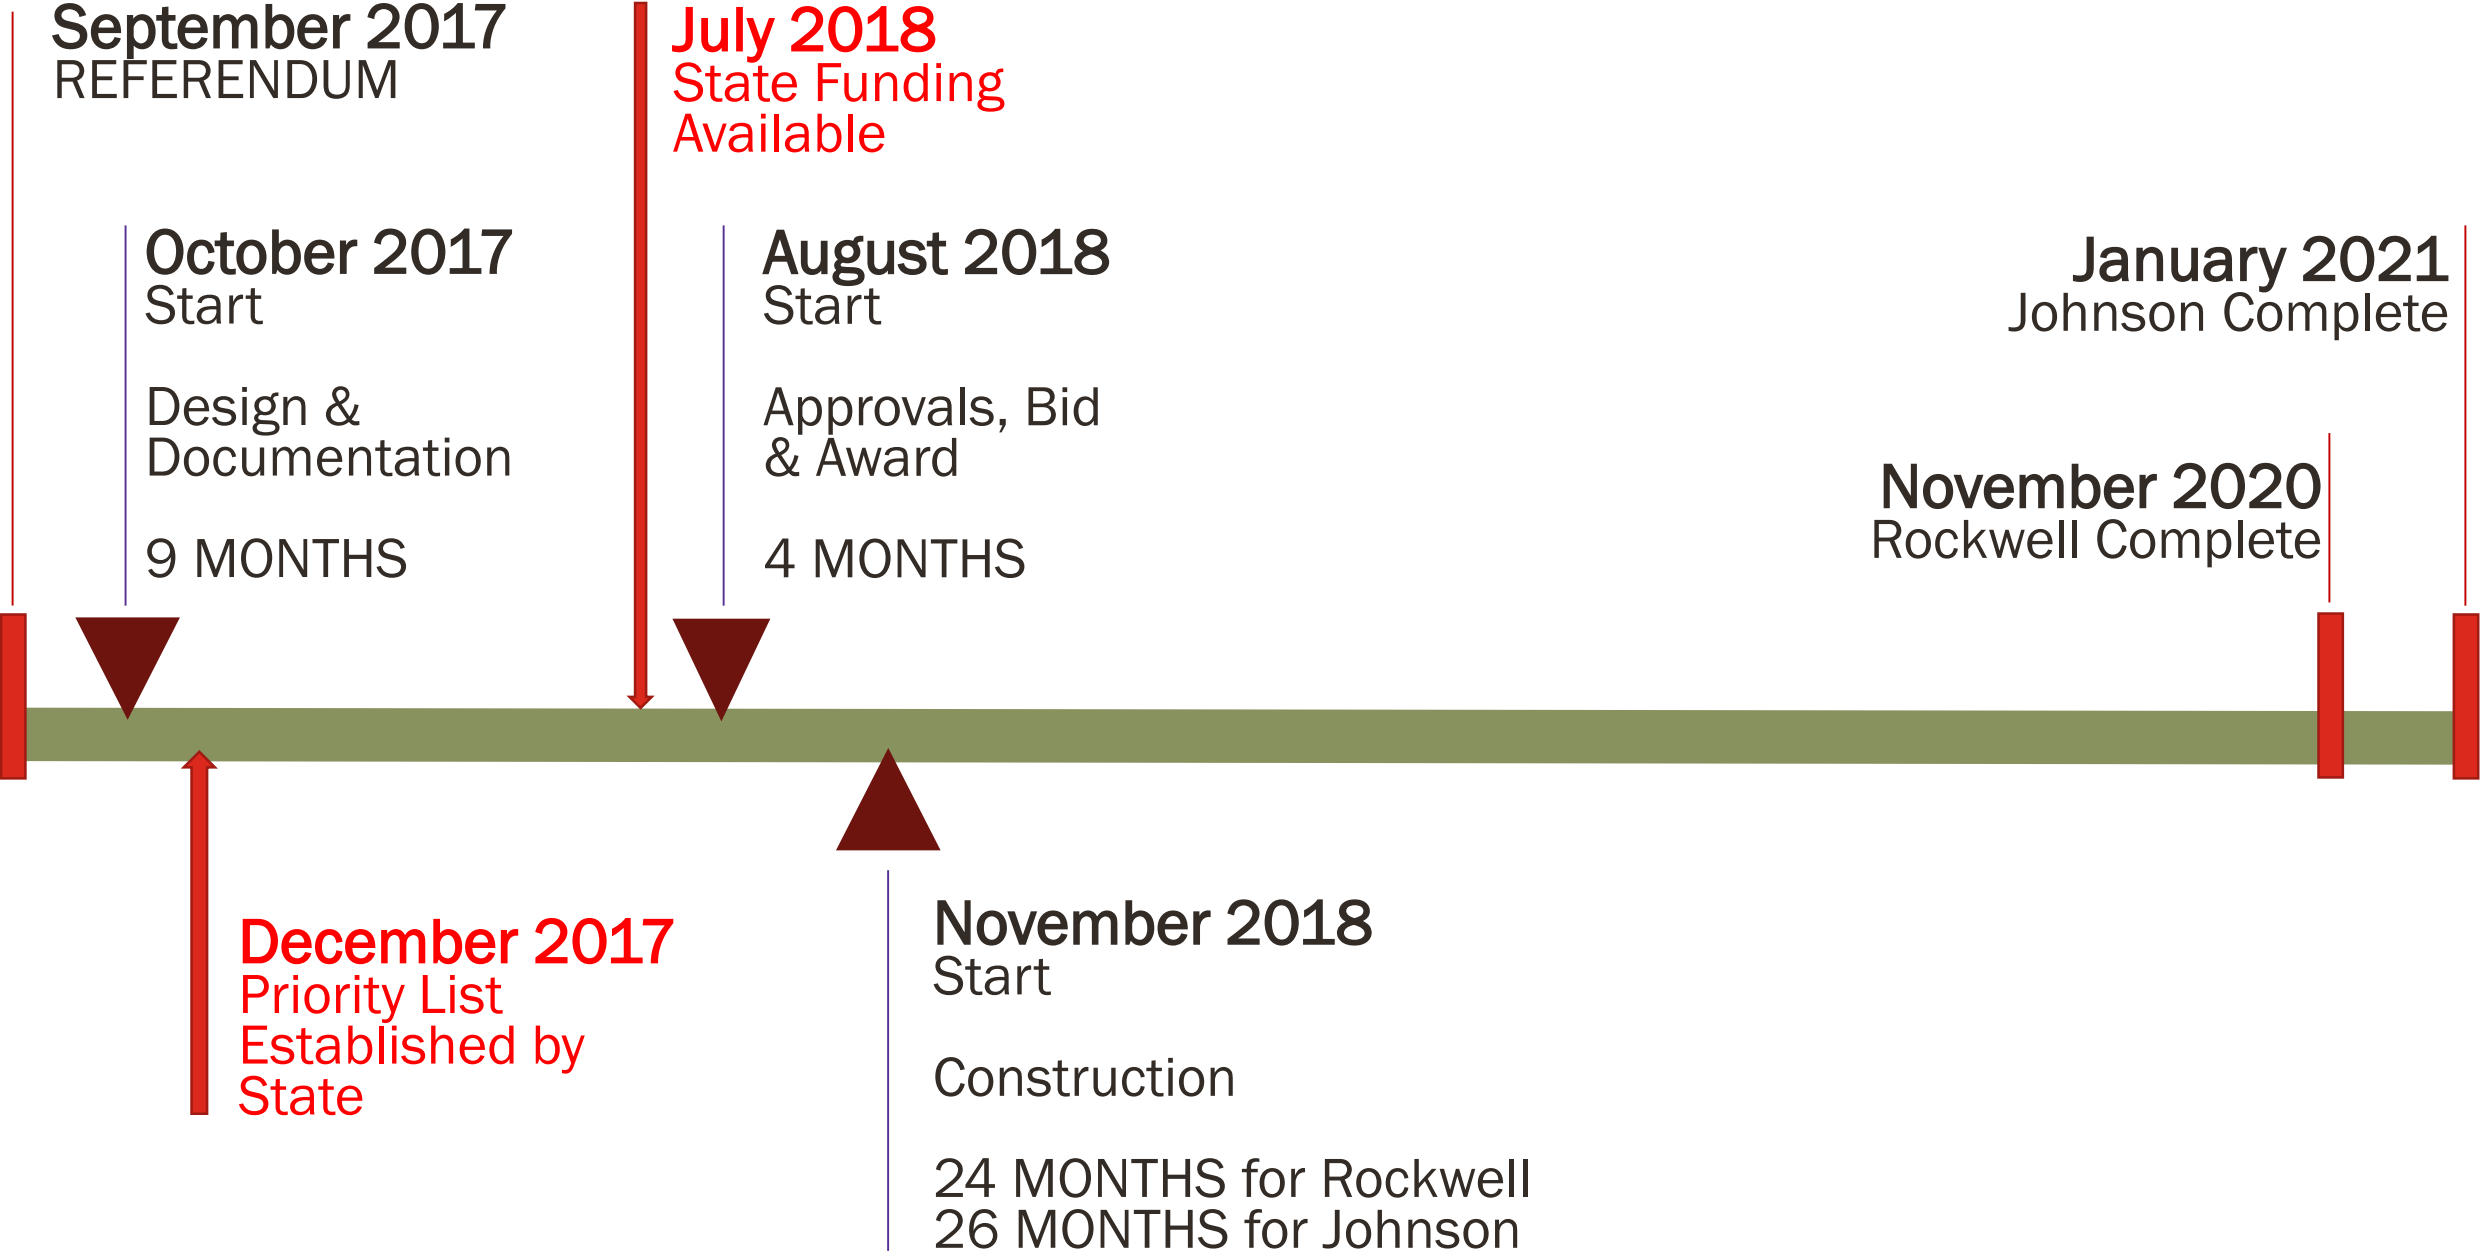 September 2017
REFERENDUM
July 2018
State Funding
Available
October 2017
Start
Design &
Documentation
9 MONTHS
August 2018
Start
Approvals, Bid
& Award
4 MONTHS
January 2021
Johnson Complete
November 2020
Rockwell Complete
December 2017
Priority List
Established by
State
November 2018
Start
Construction
24 MONTHS for Rockwell
26 MONTHS for Johnson